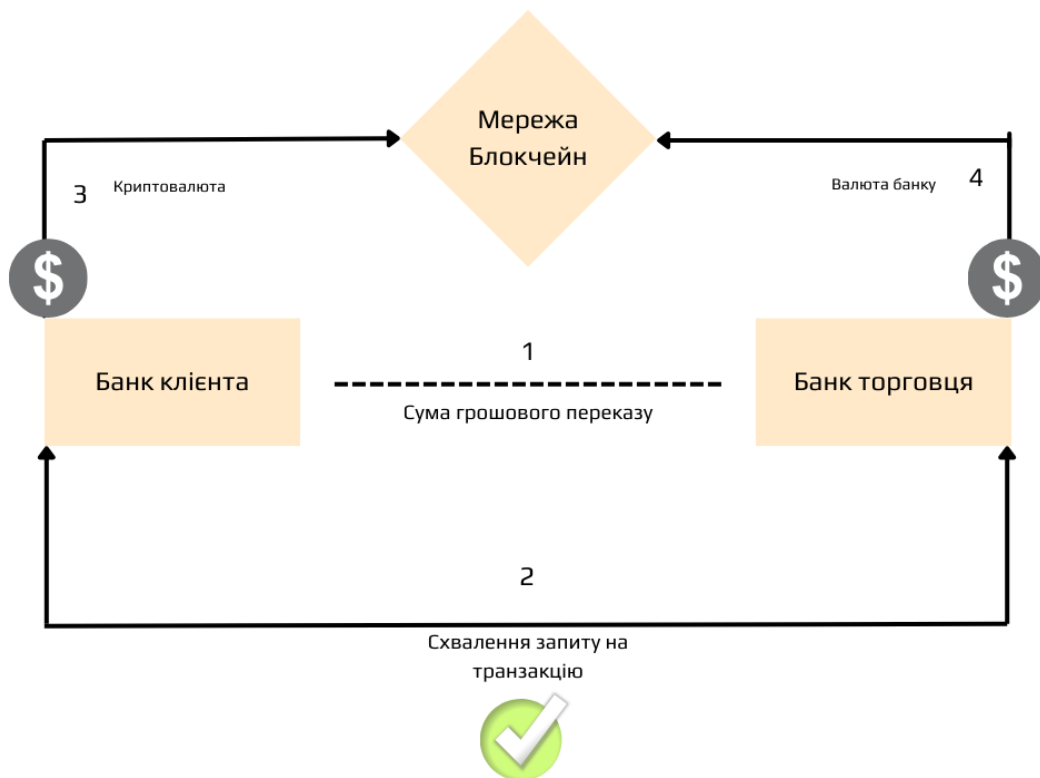 Мережа
Блокчейн
3
Криптовалюта
Валюта банку
4
$
$
Банк клієнта
1
Сума грошового переказу
Банк торговця
2
Схвалення запиту на
транзакцію